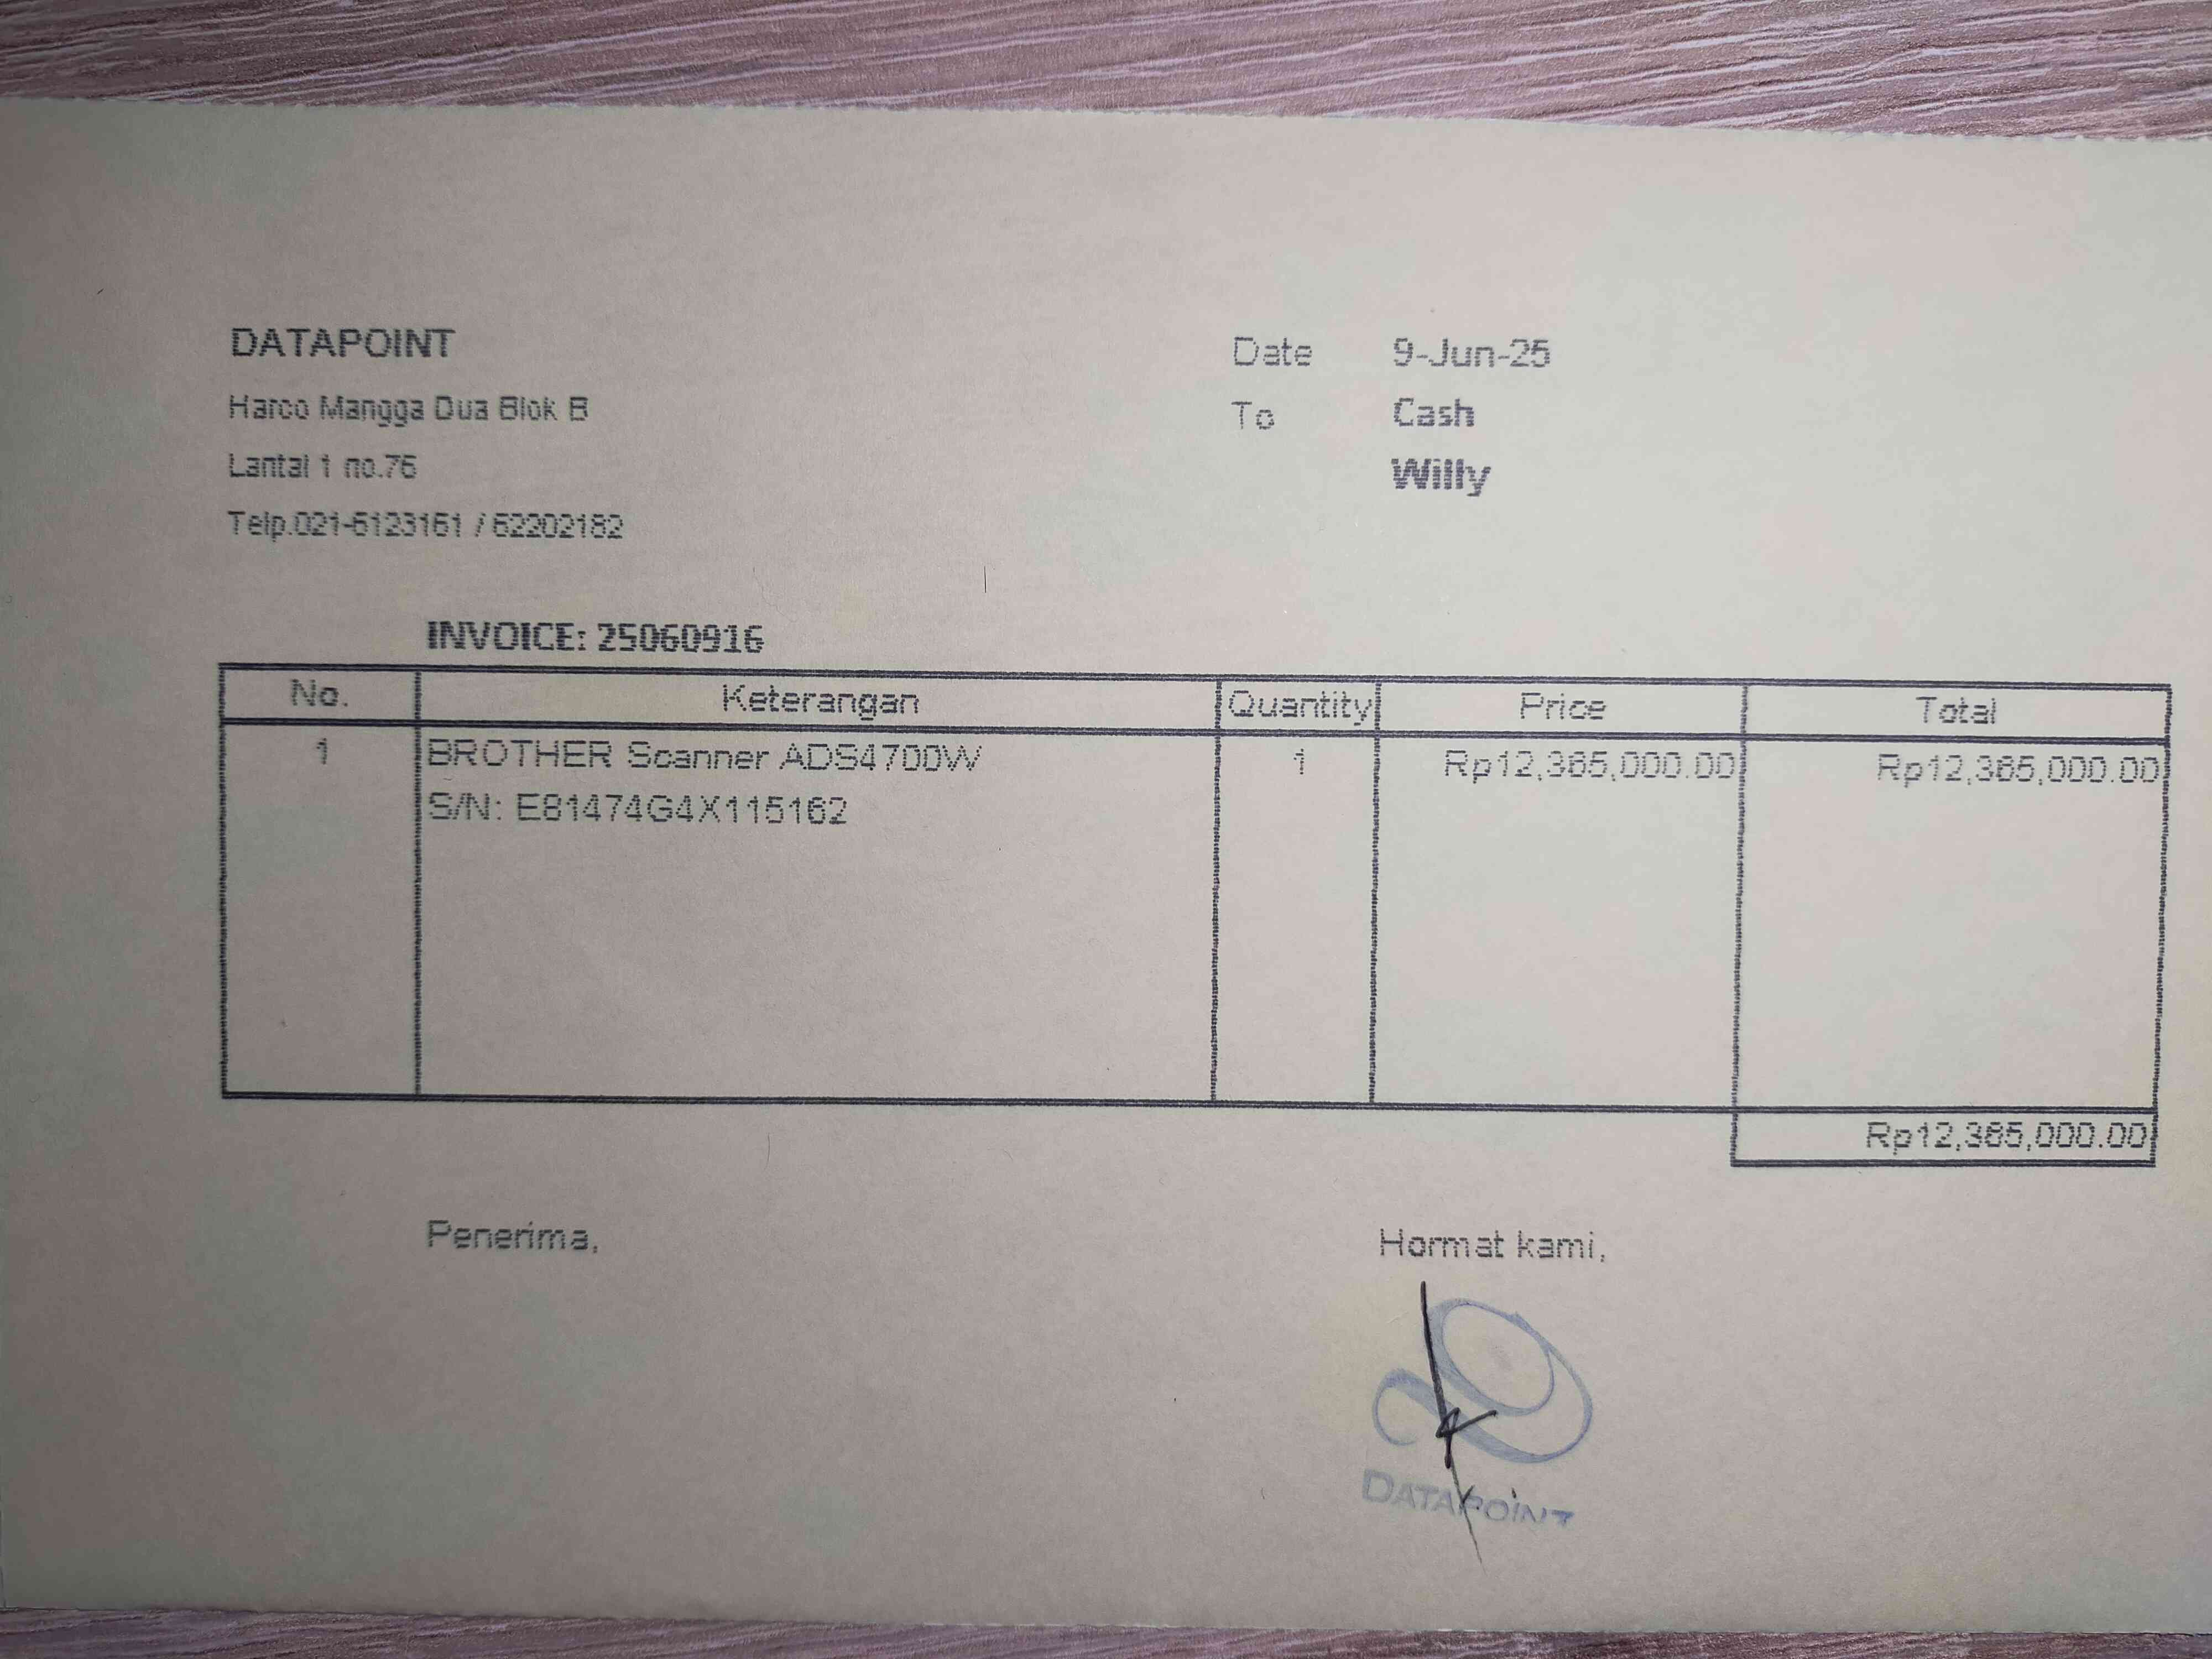 DATAPOINT
Harco Mangga Dua Blok B
Lantai 1 no.76
Telp.021-6123161 / 62202182
Date 9-Jun-25
To Cash
Willy
INVOICE: 25060916
No. Keterangan Quantity Price Total
1 BROTHER Scanner ADS4700W 1 Rp12,365,000.00 Rp12,365,000.00
S/N: E81474G4X115162
Rp12,365,000.00
Penerima,
Hormat kami,
DATAPOINT